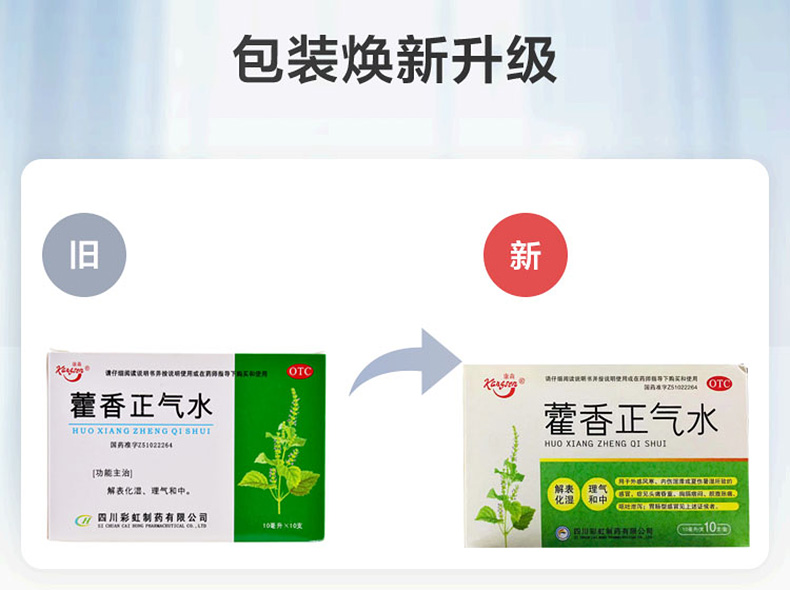 包装焕新升级
旧
新
康森
Kangsen®
请仔细阅读说明书并按说明使用或在药师指导下购买和使用
OTC
藿香正气水
HUO XIANG ZHENG QI SHUI
国药准字Z51022264
[功能主治]
解表化湿、理气和中。
四川彩虹制药有限公司
SI CHUAN CAI HONG PHARMACEUTICAL CO., LTD.
10毫升×10支
康森
Kangsen®
请仔细阅读说明书并按说明使用或在药师指导下购买和使用
国药准字Z51022264
OTC
藿香正气水
HUO XIANG ZHENG QI SHUI
解表
化湿
理气
和中
用于外感风寒、内伤湿滞或夏伤暑湿所致的
感冒，症见头痛昏重、胸膈痞闷、脘腹胀痛、
呕吐泄泻；胃肠型感冒见上述证候者。
四川彩虹制药有限公司
10毫升/支 10支/盒